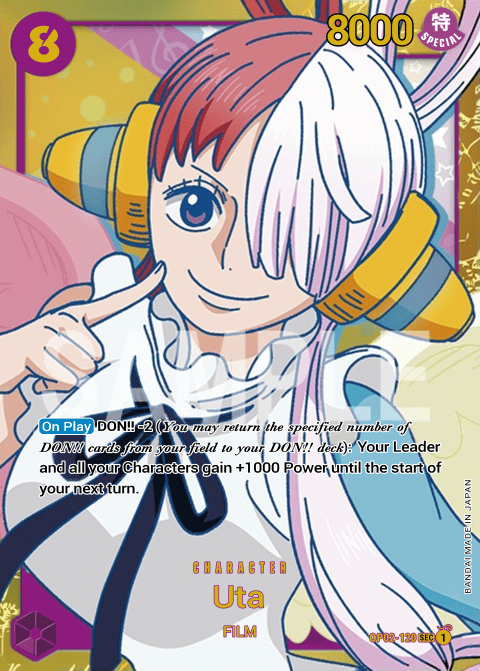 8
8000
特
SPECIAL
SAMPLE
On Play DON!! -2 (You may return the specified number of
DON!! cards from your field to your DON!! deck): Your Leader
and all your Characters gain +1000 Power until the start of
your next turn.
BANDAI MADE IN JAPAN
CHARACTER
Uta
FILM
OP02-120 SEC 1